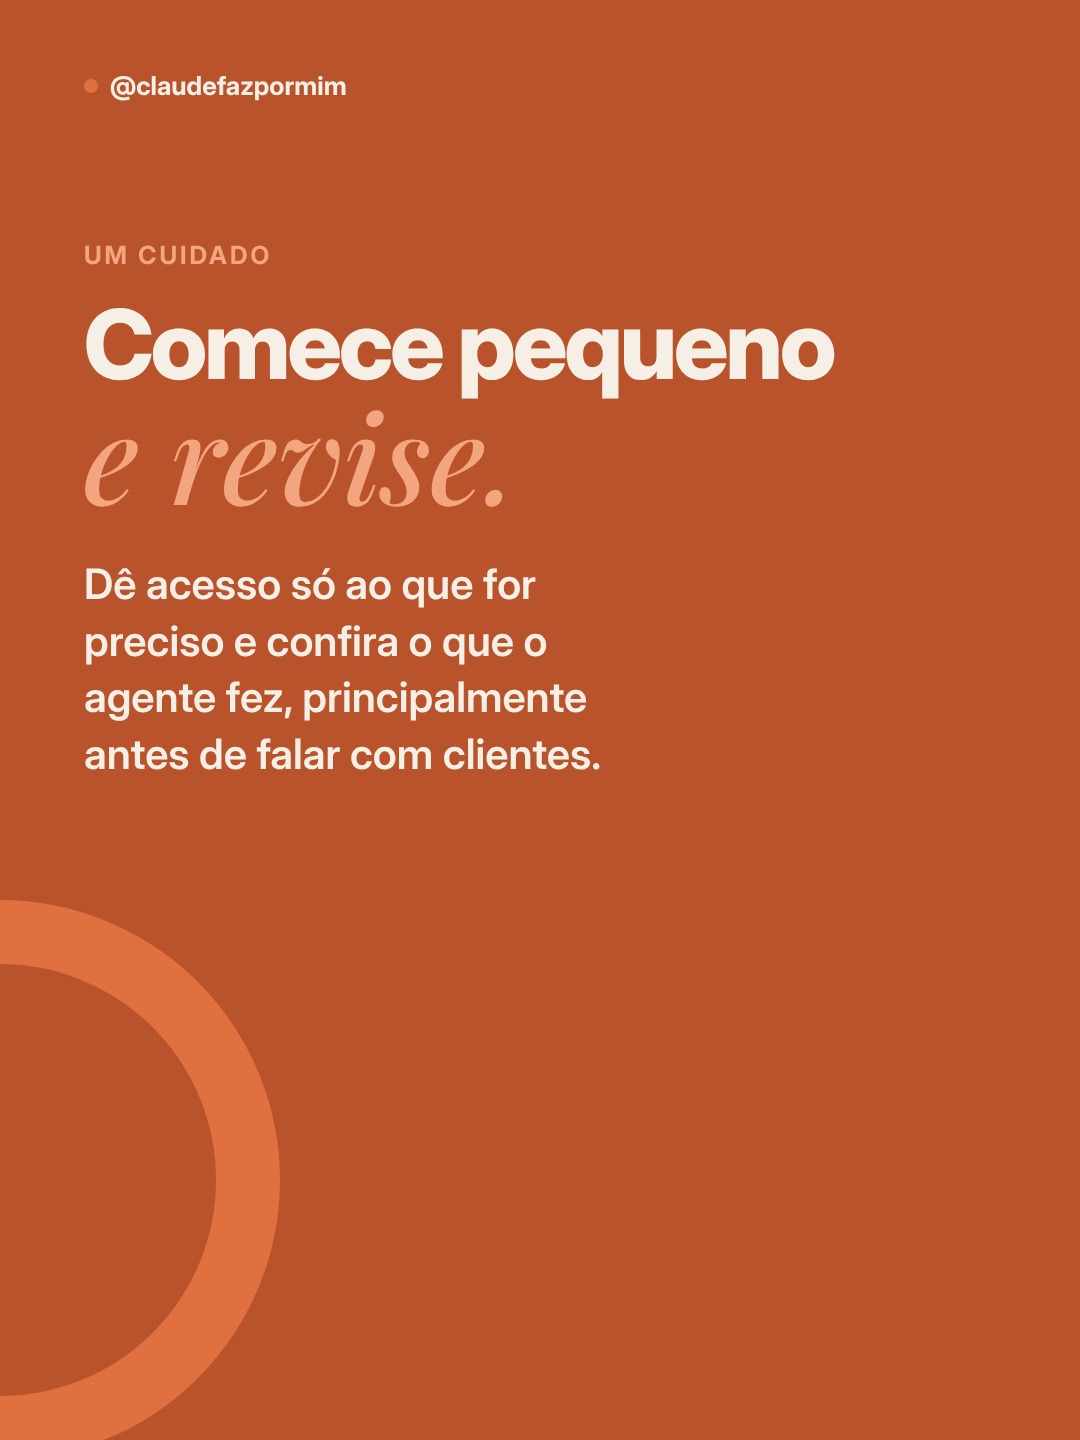 @claudefazpormim
UM CUIDADO
Comece pequeno
e revise.
Dê acesso só ao que for
preciso e confira o que o
agente fez, principalmente
antes de falar com clientes.